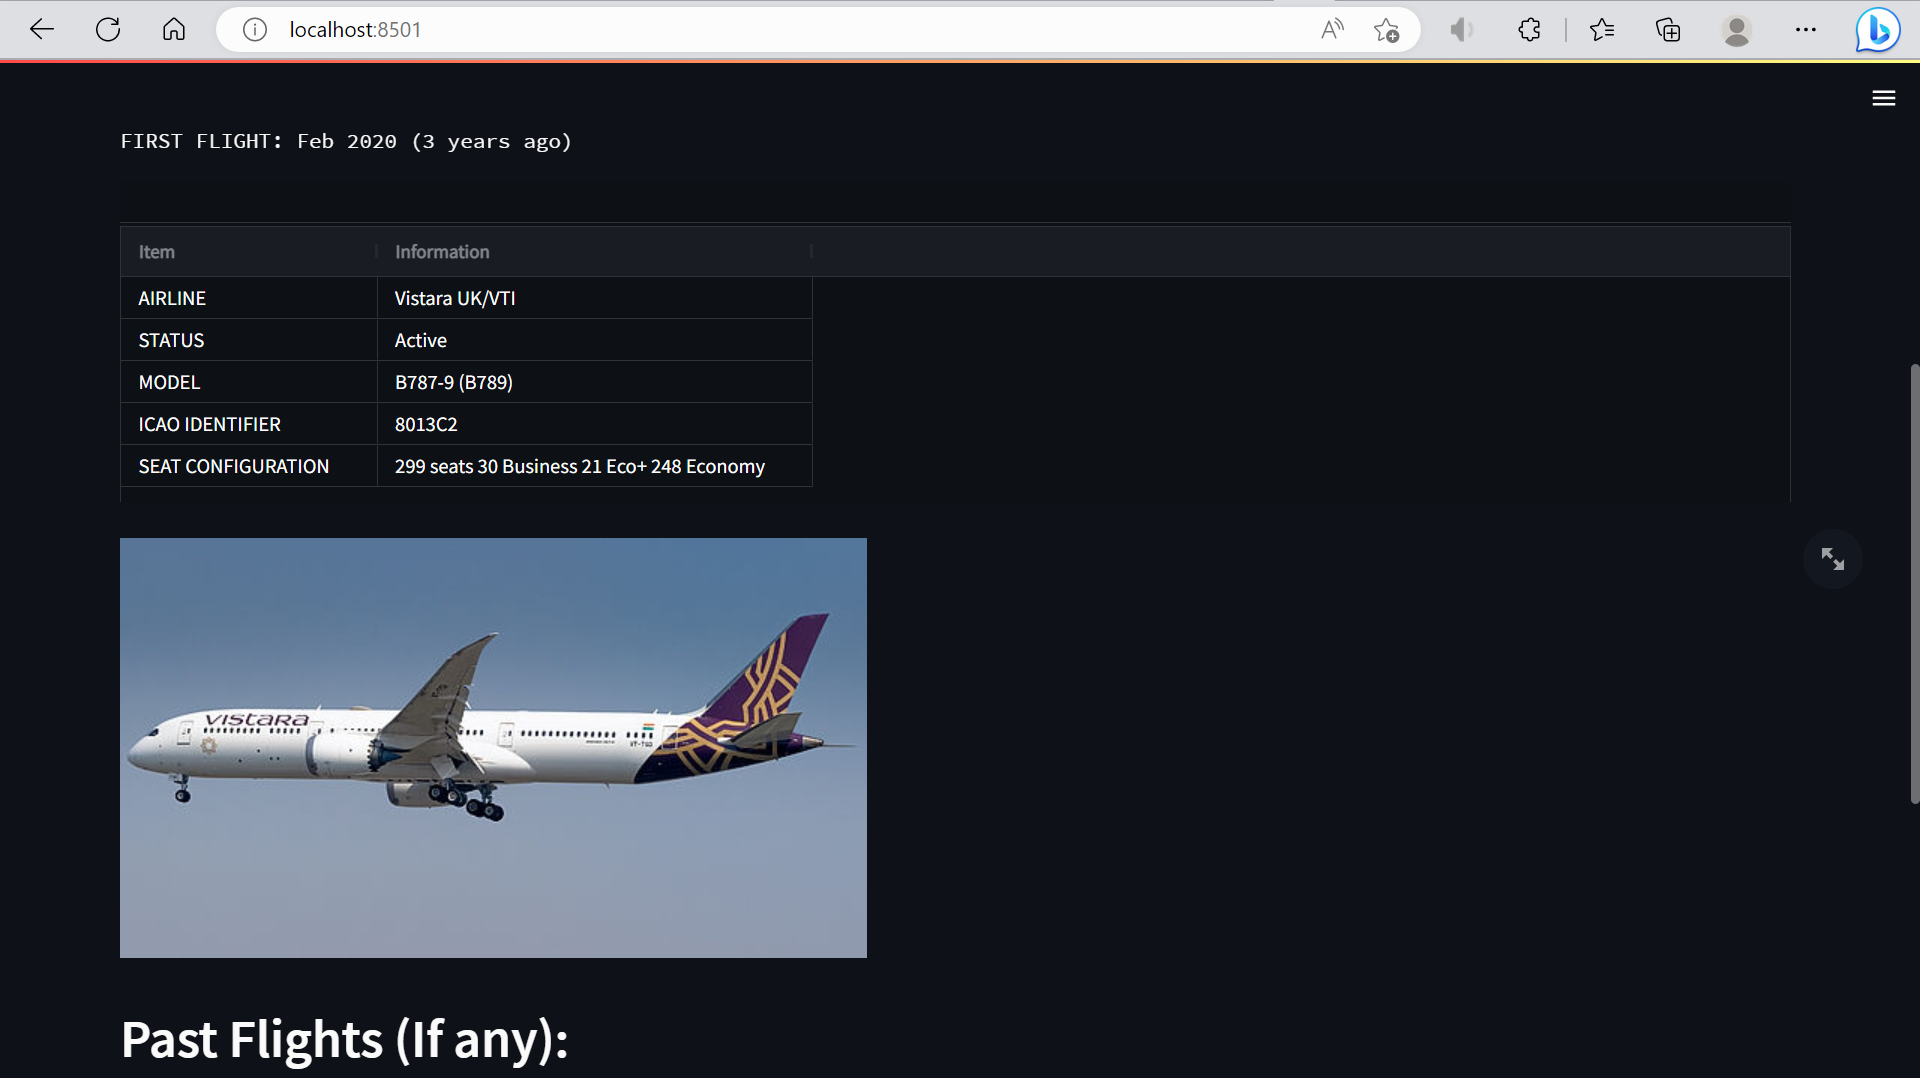 localhost:8501
FIRST FLIGHT: Feb 2020 (3 years ago)
Item Information
AIRLINE Vistara UK/VTI
STATUS Active
MODEL B787-9 (B789)
ICAO IDENTIFIER 8013C2
SEAT CONFIGURATION 299 seats 30 Business 21 Eco+ 248 Economy
VISTARA
Past Flights (If any):